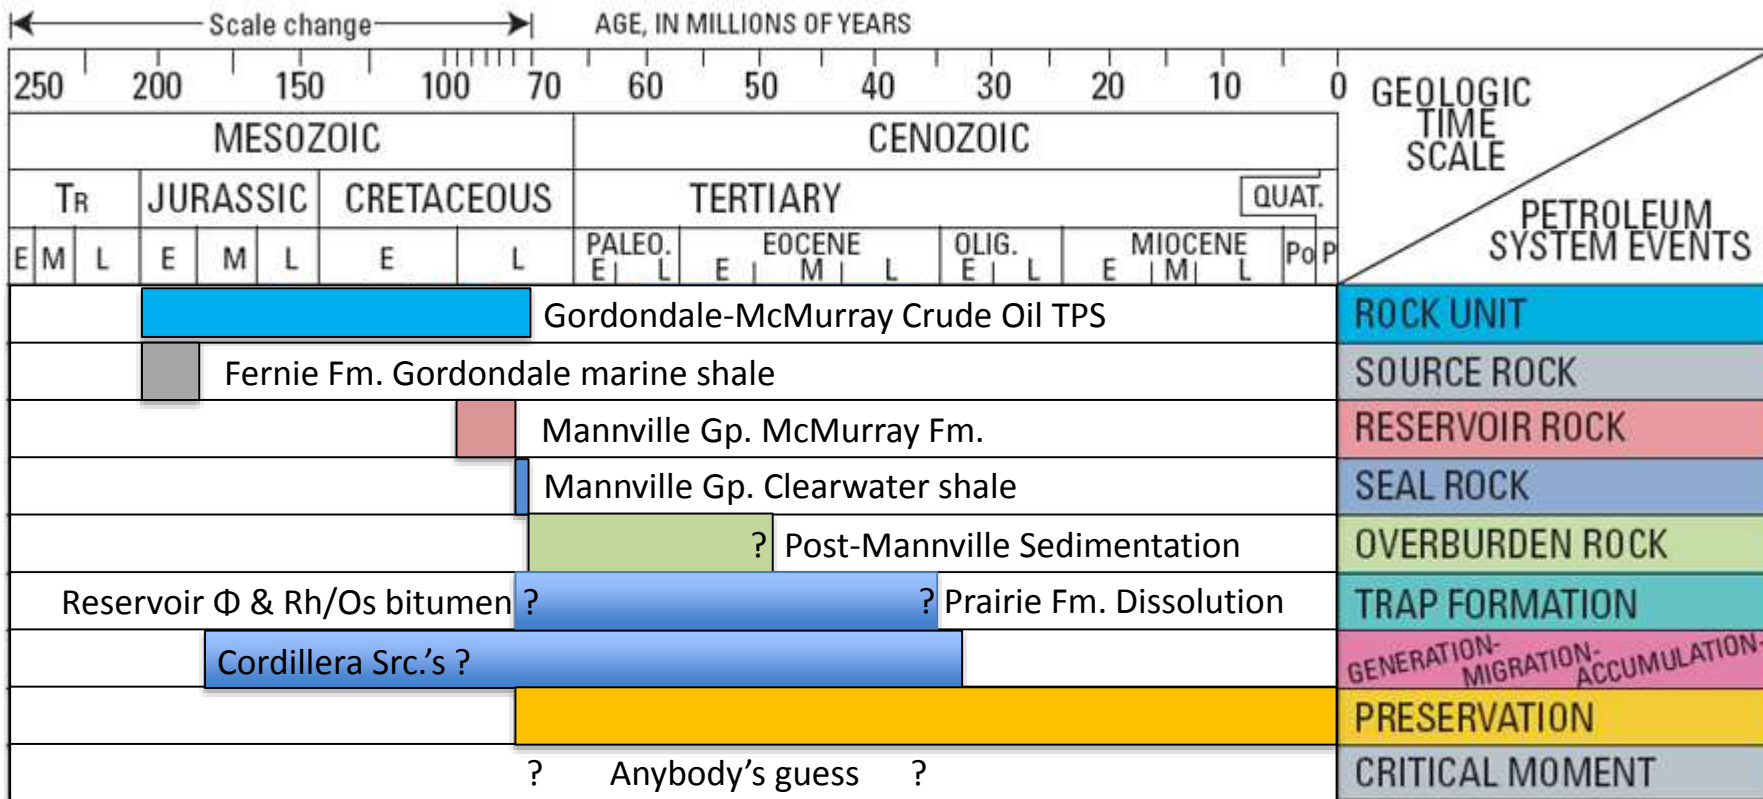 Scale change AGE, IN MILLIONS OF YEARS
250 200 150 100 70 60 50 40 30 20 10 0
GEOLOGIC
TIME
SCALE
MESOZOIC CENOZOIC
TR JURASSIC CRETACEOUS TERTIARY QUAT.
PETROLEUM
SYSTEM EVENTS
PALEO. EOCENE OLIG. MIOCENE
E M L E M L E L E L E M L E L E M L Po P
Gordondale-McMurray Crude Oil TPS ROCK UNIT
Fernie Fm. Gordondale marine shale SOURCE ROCK
Mannville Gp. McMurray Fm. RESERVOIR ROCK
Mannville Gp. Clearwater shale SEAL ROCK
? Post-Mannville Sedimentation OVERBURDEN ROCK
Reservoir Φ & Rh/Os bitumen ? ? Prairie Fm. Dissolution TRAP FORMATION
Cordillera Src.'s ? GENERATION-MIGRATION-ACCUMULATION-
PRESERVATION
? Anybody's guess ? CRITICAL MOMENT